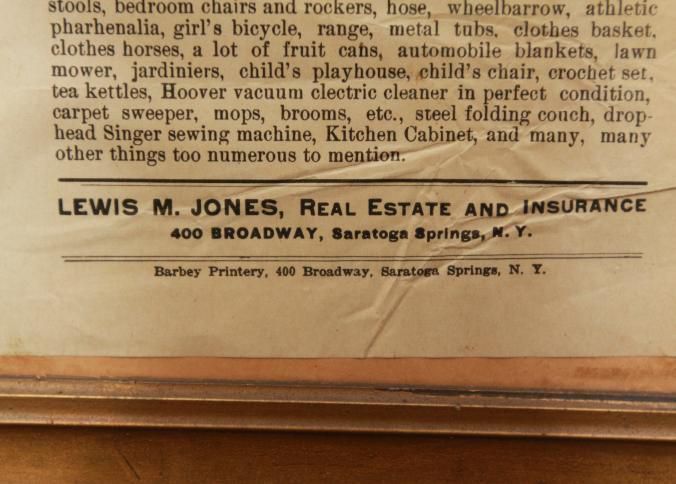 stools, bedroom chairs and rockers, hose, wheelbarrow, athletic
pharhenalia, girl's bicycle, range, metal tubs, clothes basket,
clothes horses, a lot of fruit cans, automobile blankets, lawn
mower, jardiniers, child's playhouse, child's chair, crochet set,
tea kettles, Hoover vacuum clectric cleaner in perfect condition,
carpet sweeper, mops, brooms, etc., steel folding couch, drop-
head Singer sewing machine, Kitchen Cabinet, and many, many
other things too numerous to mention.
LEWIS M. JONES, REAL ESTATE AND INSURANCE
400 BROADWAY, Saratoga Springs, N. Y.
Barbey Printery, 400 Broadway, Saratoga Springs, N. Y.